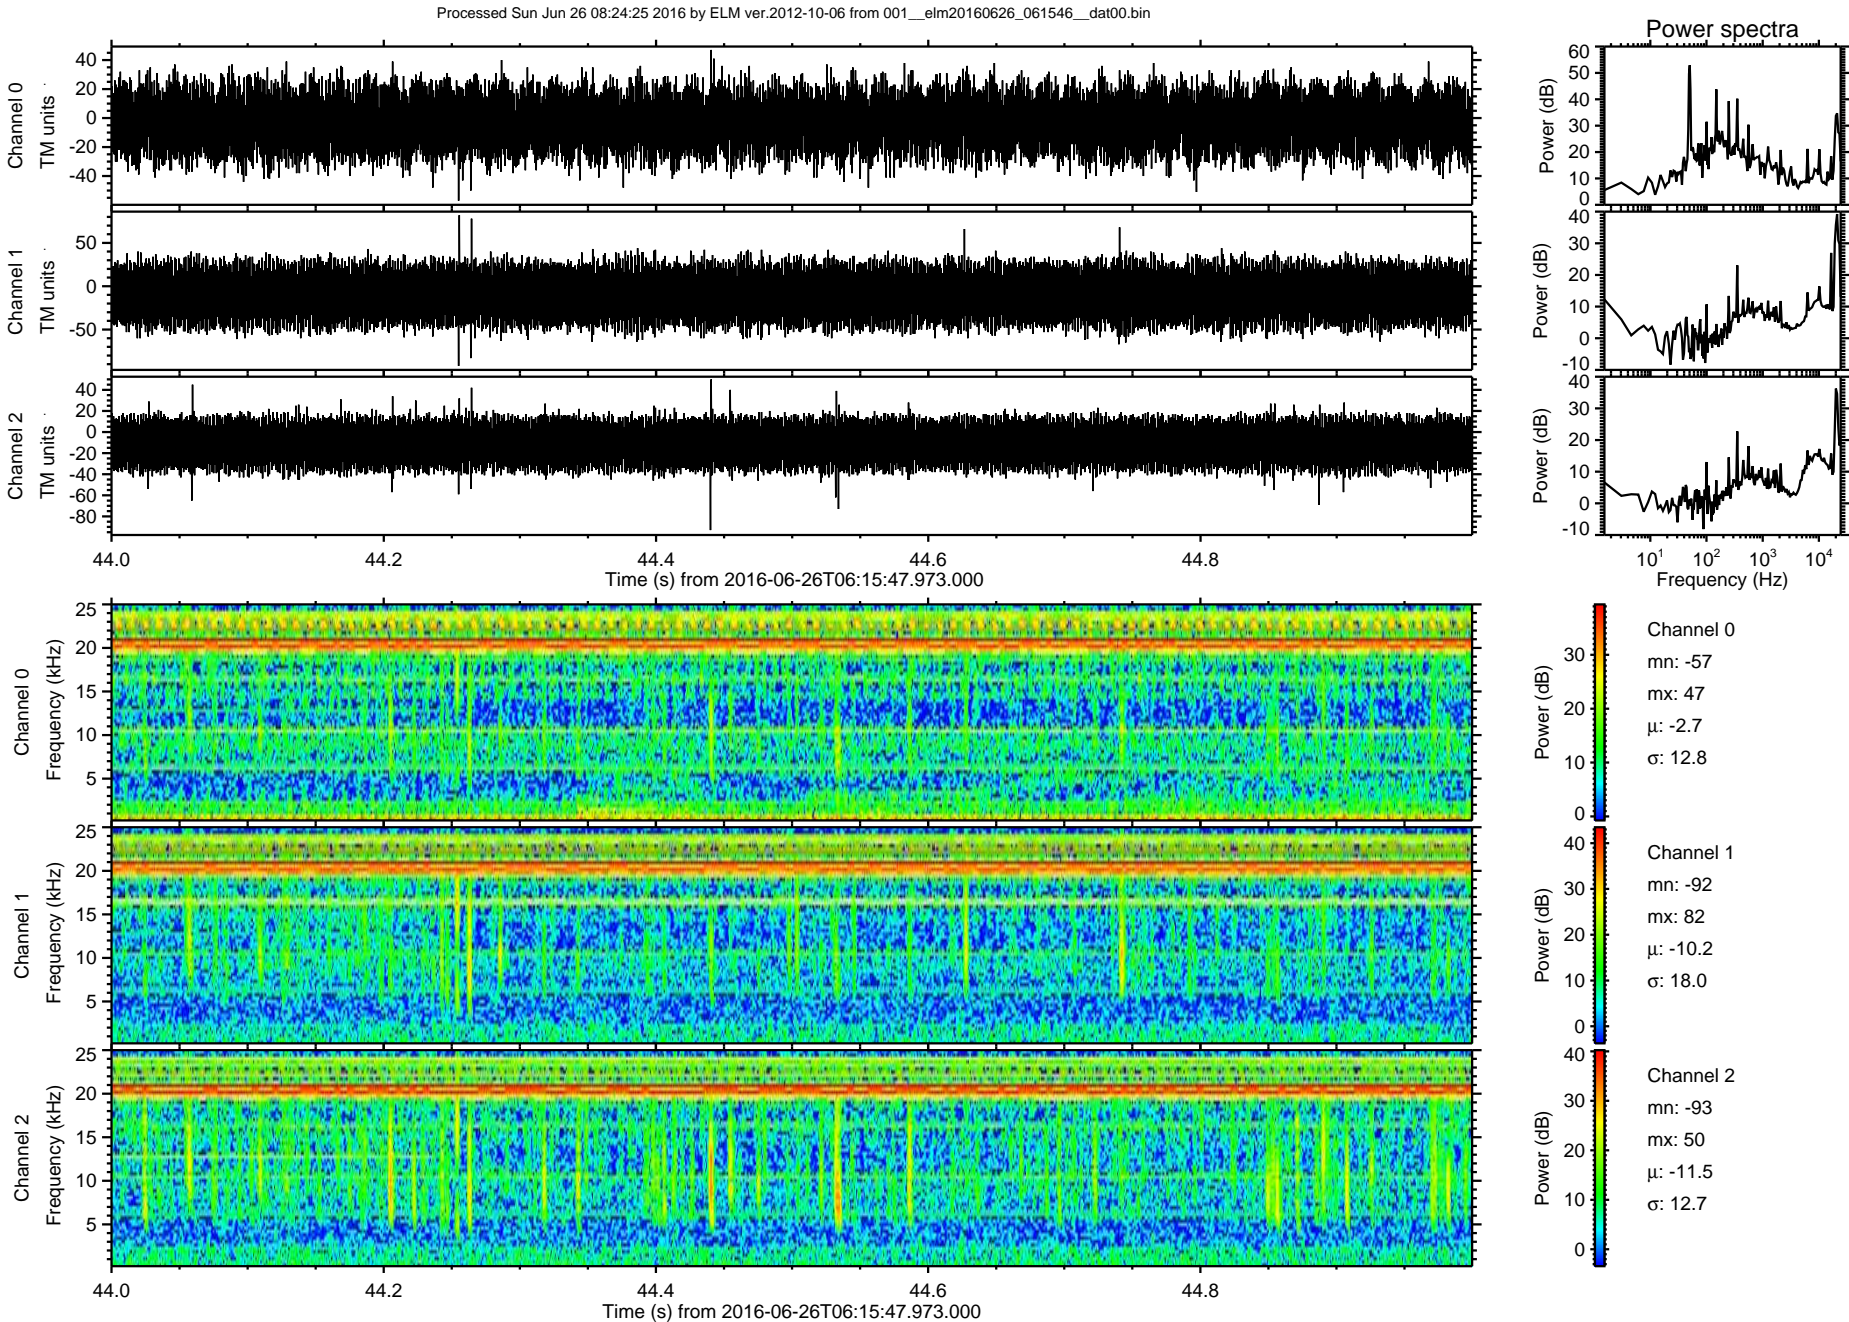 Processed Sun Jun 26 08:24:25 2016 by ELM ver.2012-10-06 from 001__elm20160626_061546__dat00.bin
Power spectra
Channel 0
TM units
40
20
0
-20
-40
Power (dB)
60
50
40
30
20
10
0
Channel 1
TM units
50
0
-50
Power (dB)
40
30
20
10
0
-10
Channel 2
TM units
40
20
0
-20
-40
-60
-80
Power (dB)
40
30
20
10
0
-10
44.0 44.2 44.4 44.6 44.8
Time (s) from 2016-06-26T06:15:47.973.000
10^1 10^2 10^3 10^4
Frequency (Hz)
Channel 0
Frequency (kHz)
25
20
15
10
5
Power (dB)
30
20
10
0
Channel 0
mn: -57
mx: 47
μ: -2.7
σ: 12.8
Channel 1
Frequency (kHz)
25
20
15
10
5
Power (dB)
40
30
20
10
0
Channel 1
mn: -92
mx: 82
μ: -10.2
σ: 18.0
Channel 2
Frequency (kHz)
25
20
15
10
5
Power (dB)
40
30
20
10
0
Channel 2
mn: -93
mx: 50
μ: -11.5
σ: 12.7
44.0 44.2 44.4 44.6 44.8
Time (s) from 2016-06-26T06:15:47.973.000